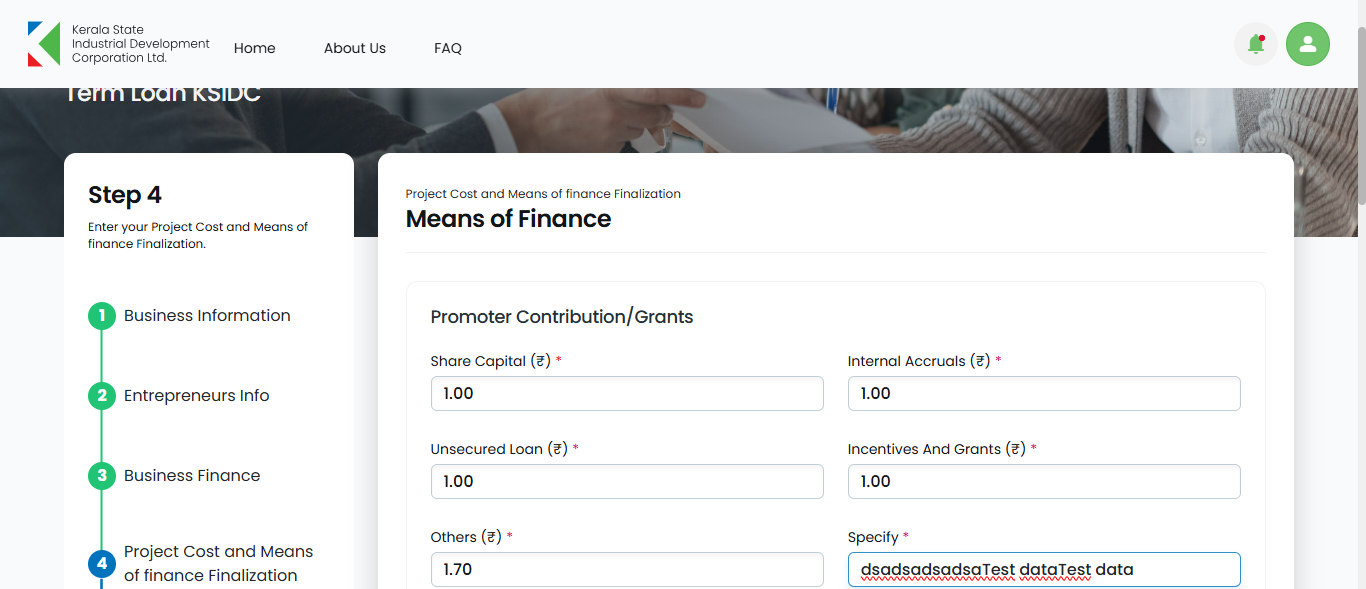 Kerala State
Industrial Development
Corporation Ltd.
Home
About Us
FAQ
Term Loan KSIDC
Step 4
Enter your Project Cost and Means of
finance Finalization.
1 Business Information
2 Entrepreneurs Info
3 Business Finance
4 Project Cost and Means
of finance Finalization
Project Cost and Means of finance Finalization
Means of Finance
Promoter Contribution/Grants
Share Capital (₹) *
1.00
Internal Accruals (₹) *
1.00
Unsecured Loan (₹) *
1.00
Incentives And Grants (₹) *
1.00
Others (₹) *
1.70
Specify *
dsadsadsadsaTest dataTest data